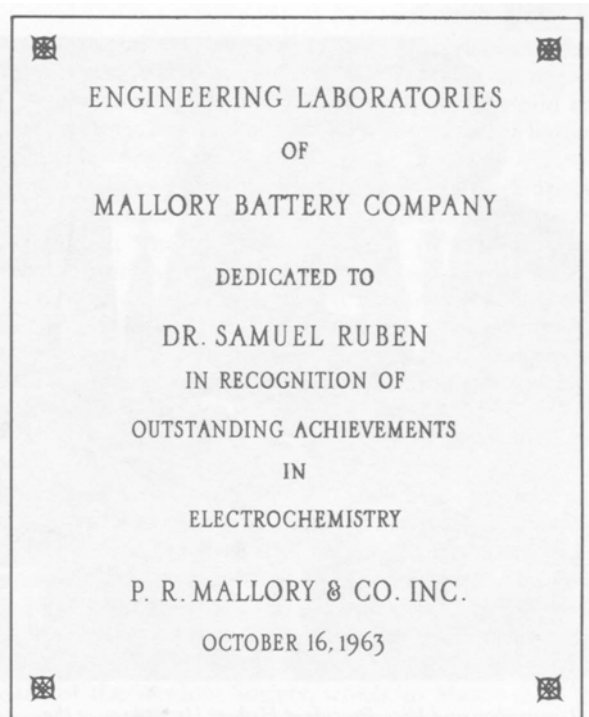 ENGINEERING LABORATORIES
OF
MALLORY BATTERY COMPANY
DEDICATED TO
DR. SAMUEL RUBEN
IN RECOGNITION OF
OUTSTANDING ACHIEVEMENTS
IN
ELECTROCHEMISTRY
P. R. MALLORY & CO. INC.
OCTOBER 16, 1963